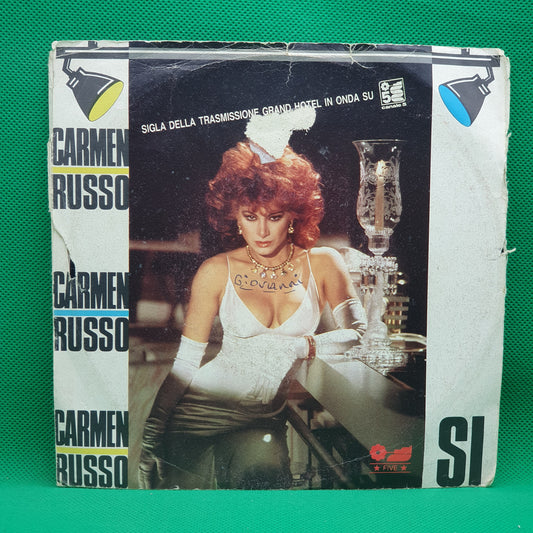 SIGLA DELLA TRASMISSIONE GRAND HOTEL IN ONDA SU
5
CANALE 5
CARMEN
RUSSO
Giovanni
CARMEN
RUSSO
CARMEN
RUSSO
★ FIVE ★
SI